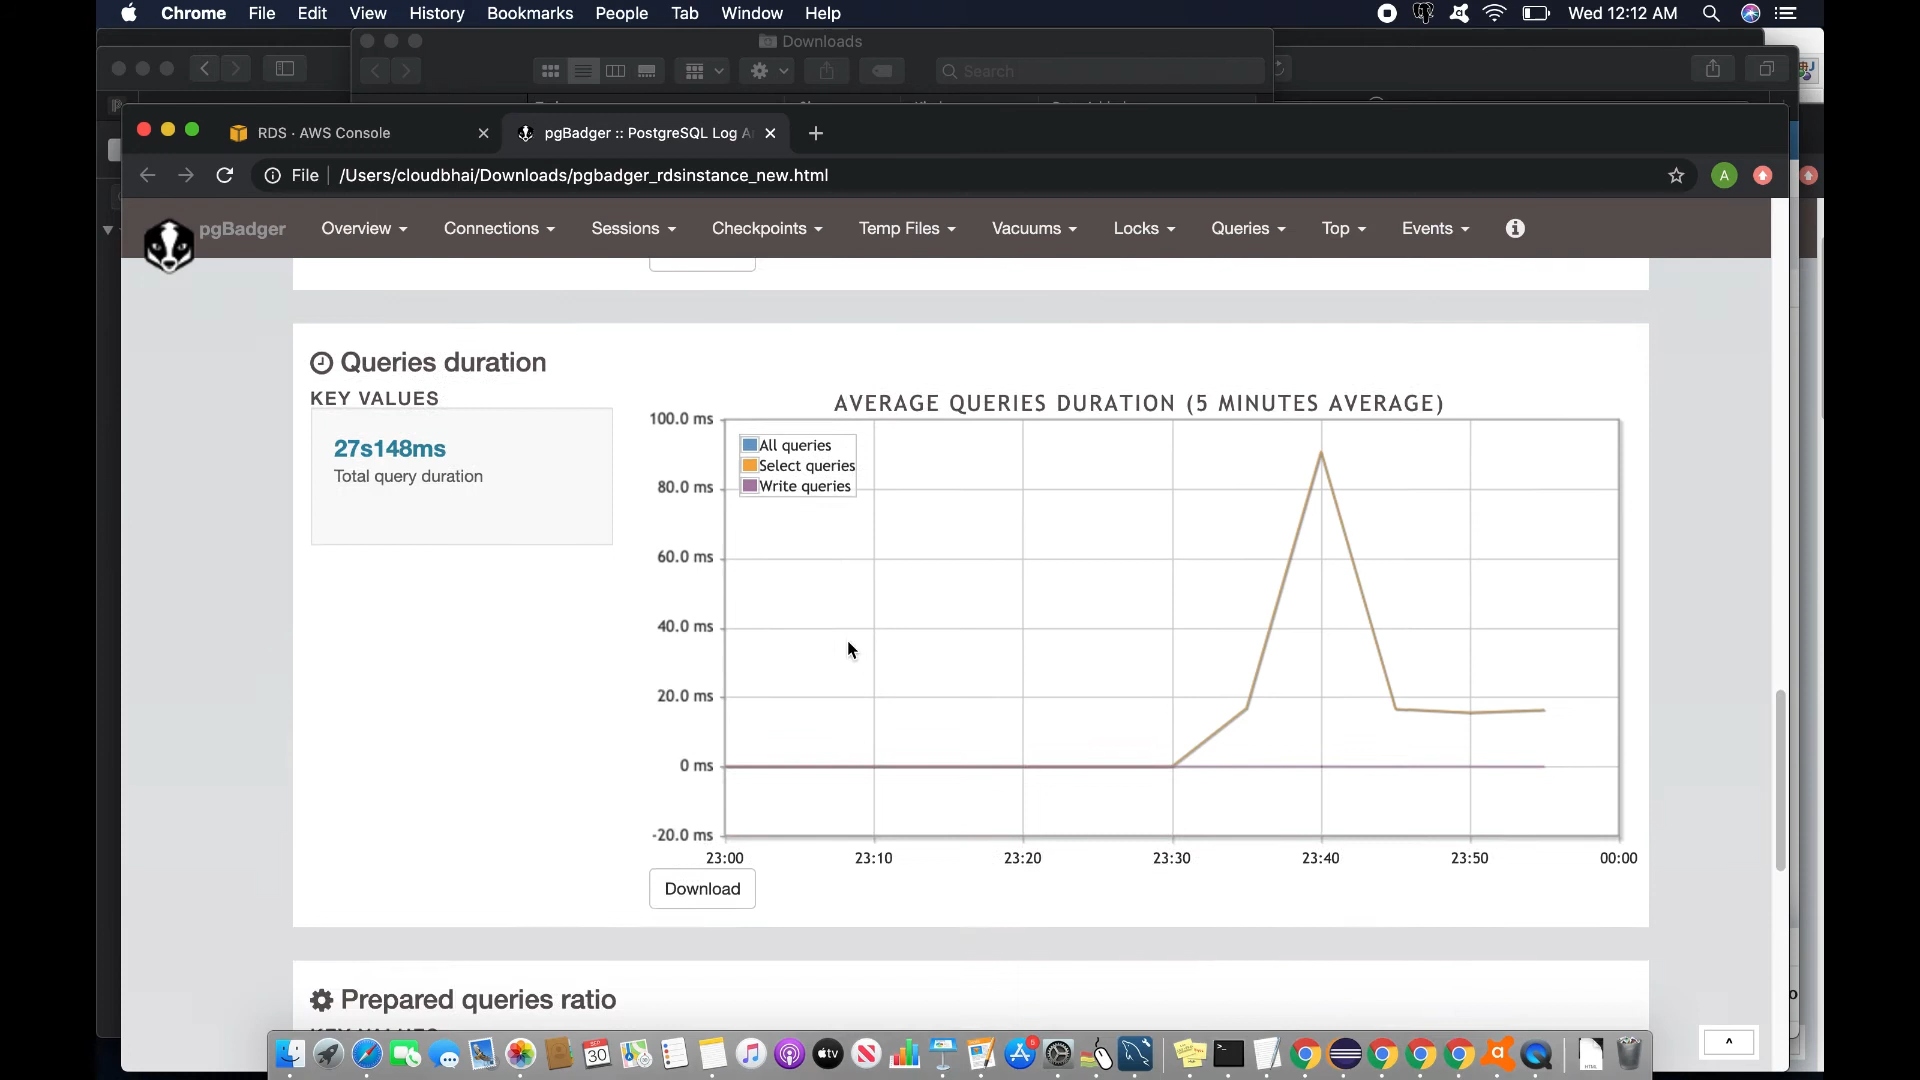 Chrome File Edit View History Bookmarks People Tab Window Help Wed 12:12 AM
Downloads
Search
RDS · AWS Console
pgBadger :: PostgreSQL Log A
File /Users/cloudbhai/Downloads/pgbadger_rdsinstance_new.html A
pgBadger Overview Connections Sessions Checkpoints Temp Files Vacuums Locks Queries Top Events
Queries duration
KEY VALUES
27s148ms
Total query duration
AVERAGE QUERIES DURATION (5 MINUTES AVERAGE)
All queries
Select queries
Write queries
100.0 ms
80.0 ms
60.0 ms
40.0 ms
20.0 ms
0 ms
-20.0 ms
23:00 23:10 23:20 23:30 23:40 23:50 00:00
Download
Prepared queries ratio
SEP
30
tv
6
HTML